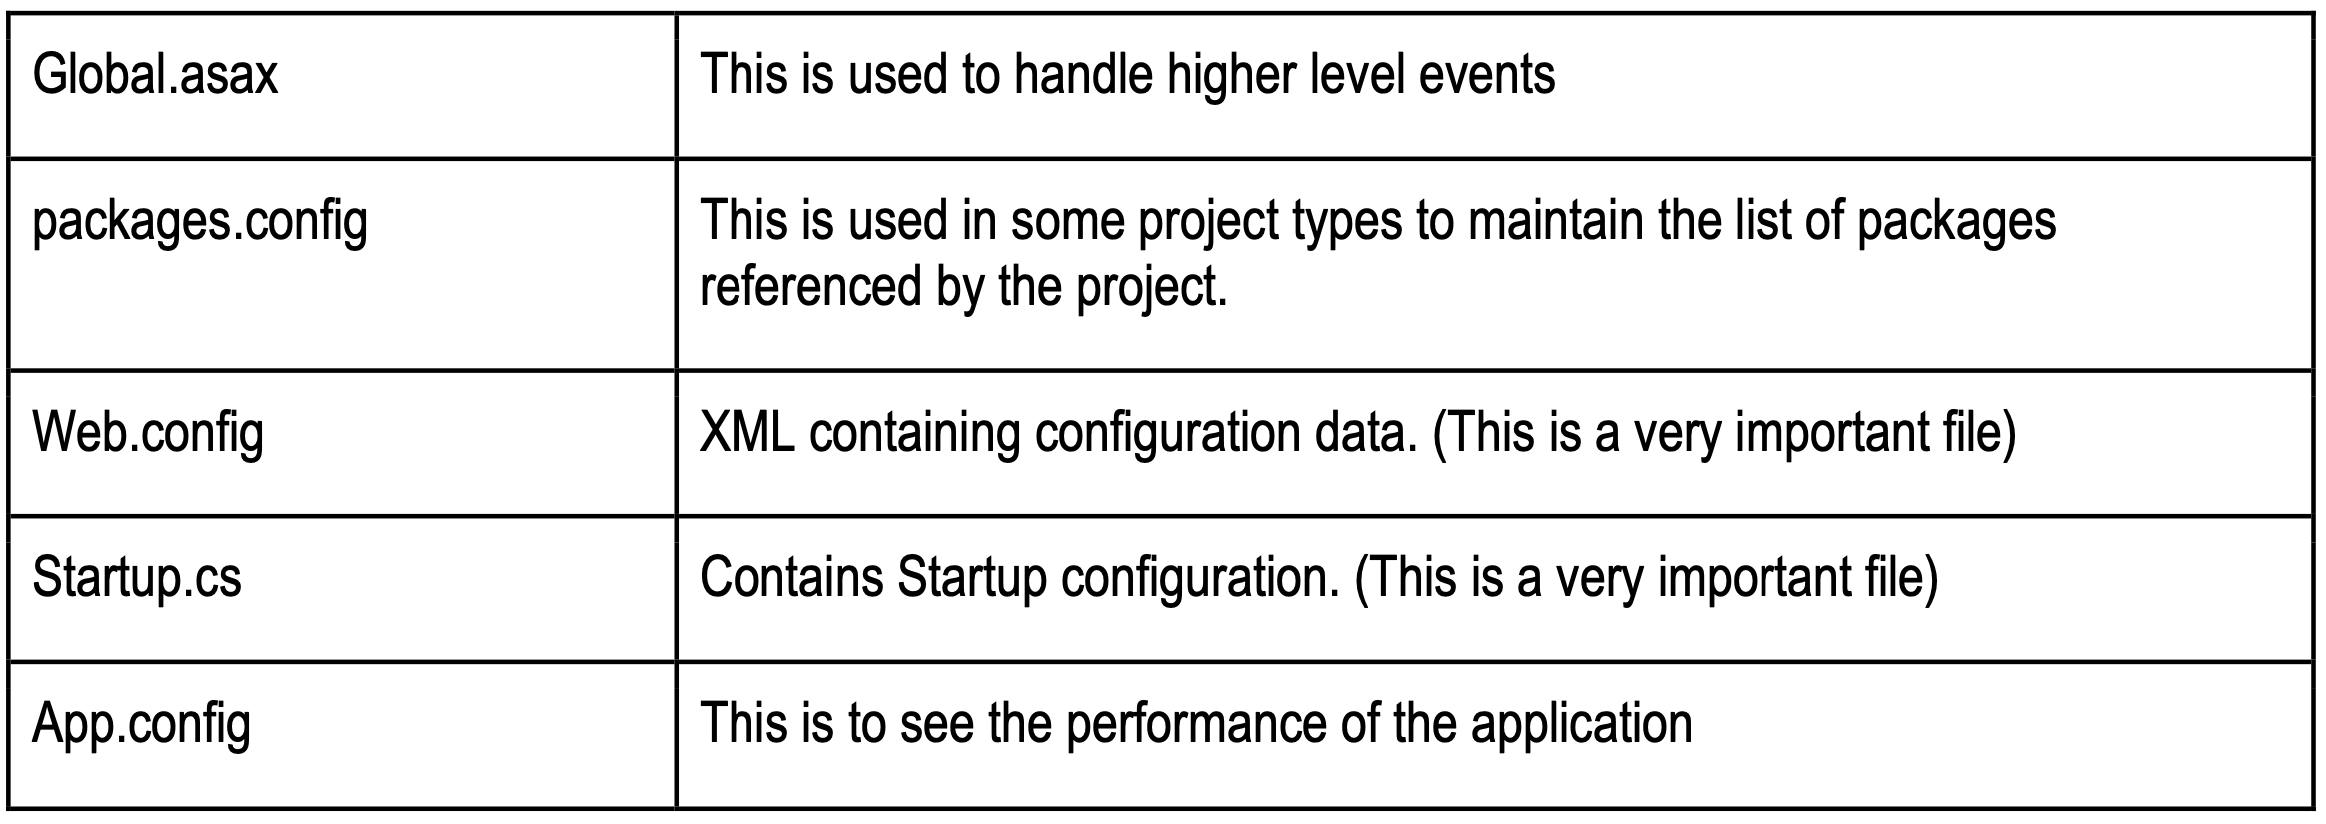 Global.asax
This is used to handle higher level events
packages.config
This is used in some project types to maintain the list of packages
referenced by the project.
Web.config
XML containing configuration data. (This is a very important file)
Startup.cs
Contains Startup configuration. (This is a very important file)
App.config
This is to see the performance of the application